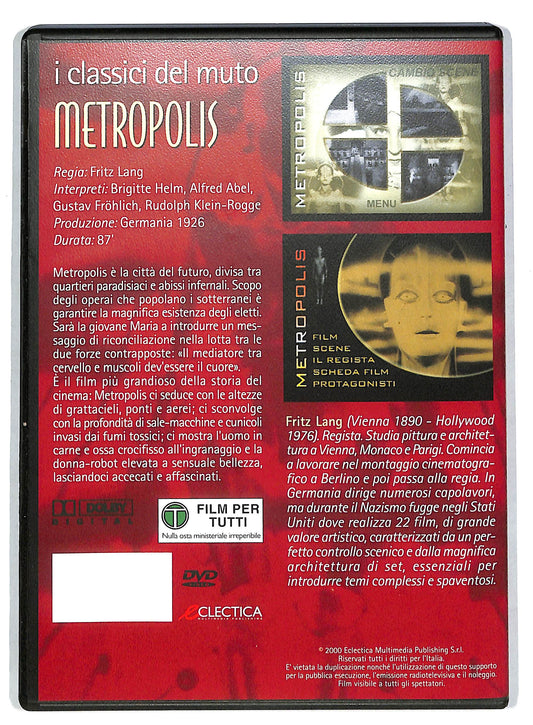 i classici del muto
METROPOLIS
Regia: Fritz Lang
Interpreti: Brigitte Helm, Alfred Abel,
Gustav Fröhlich, Rudolph Klein-Rogge
Produzione: Germania 1926
Durata: 87'
Metropolis è la città del futuro, divisa tra
quartieri paradisiaci e abissi infernali. Scopo
degli operai che popolano i sotterranei è
garantire la magnifica esistenza degli eletti.
Sarà la giovane Maria a introdurre un mes-
saggio di riconciliazione nella lotta tra le
due forze contrapposte: «Il mediatore tra
cervello e muscoli dev'essere il cuore».
È il film più grandioso della storia del
cinema: Metropolis ci seduce con le altezze
di grattacieli, ponti e aerei; ci sconvolge
con la profondità di sale-macchine e cunicoli
invasi dai fumi tossici; ci mostra l'uomo in
carne e ossa crocifisso all'ingranaggio e la
donna-robot elevata a sensuale bellezza,
lasciandoci accecati e affascinati.
DOLBY
DIGITAL
T
FILM PER
TUTTI
Nulla osta ministeriale irreperibile
DVD
VIDEO
eCLECTICA
MULTIMEDIA PUBLISHING
METROPOLIS
CAMBIO SCENE
MENU
METROPOLIS
FILM
SCENE
IL REGISTA
SCHEDA FILM
PROTAGONISTI
Fritz Lang (Vienna 1890 - Hollywood
1976). Regista. Studia pittura e architet-
tura a Vienna, Monaco e Parigi. Comincia
a lavorare nel montaggio cinematogra-
fico a Berlino e poi passa alla regia. In
Germania dirige numerosi capolavori,
ma durante il Nazismo fugge negli Stati
Uniti dove realizza 22 film, di grande
valore artistico, caratterizzati da un per-
fetto controllo scenico e dalla magnifica
architettura di set, essenziali per
introdurre temi complessi e spaventosi.
©2000 Eclectica Multimedia Publishing S.r.l.
Riservati tutti i diritti per l'Italia.
E' vietata la duplicazione nonché l'utilizzazione di questo supporto
per la pubblica esecuzione, l'emissione radiotelevisiva e il noleggio.
Film visibile a tutti gli spettatori.